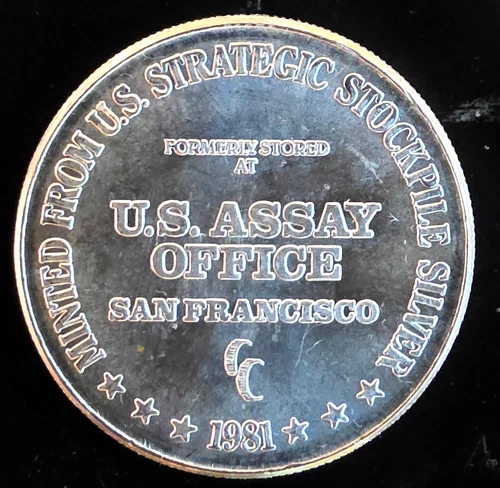 MINTED FROM U.S. STRATEGIC STOCKPILE SILVER
FORMERLY STORED
AT
U.S. ASSAY
OFFICE
SAN FRANCISCO
CC
1981